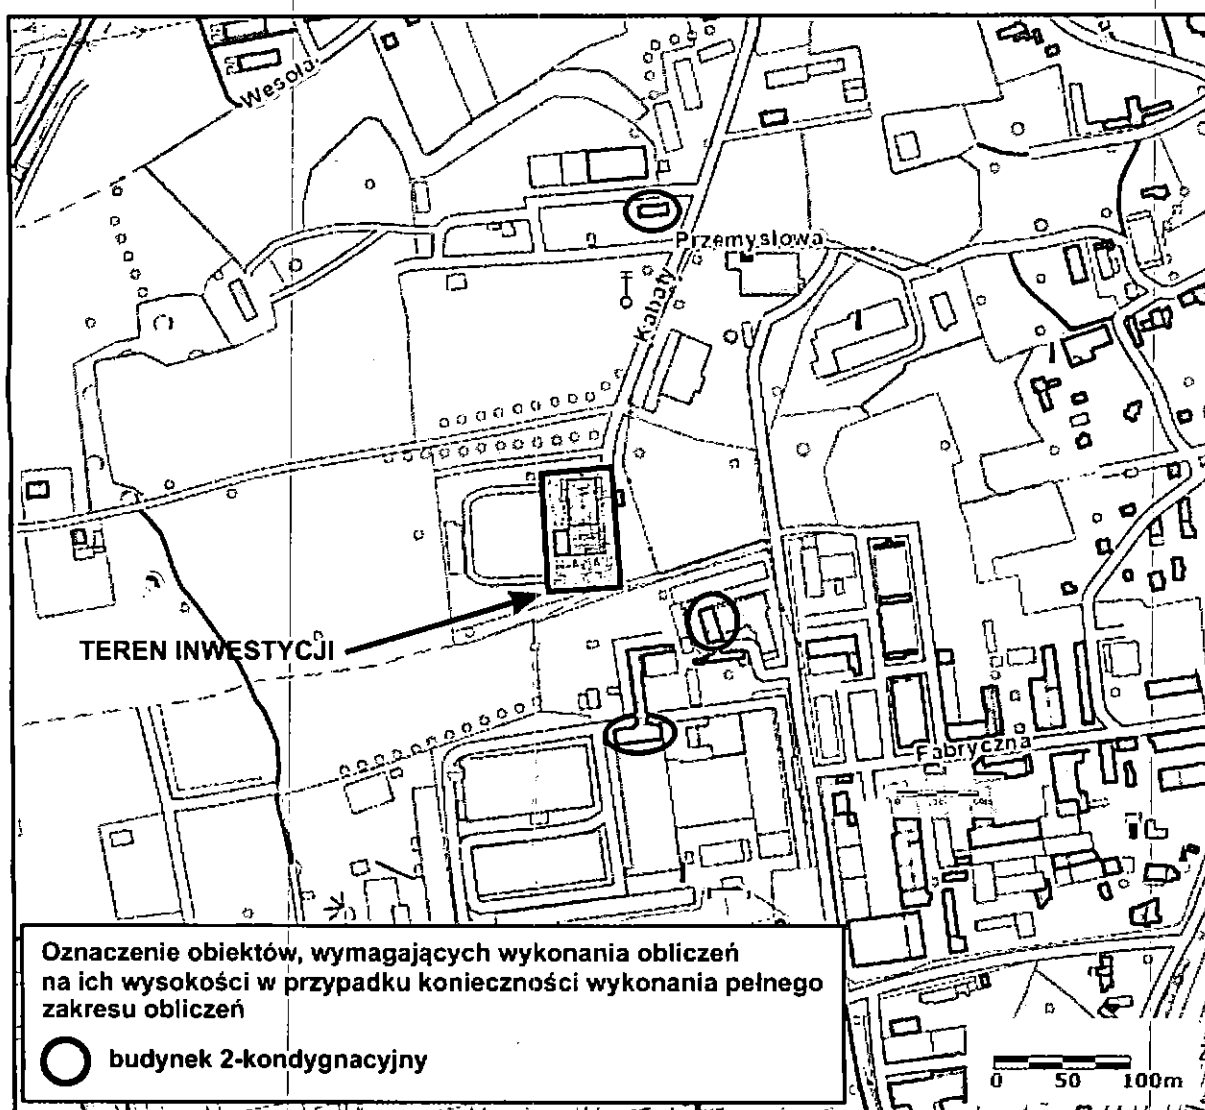 Wesoła
Przemysłowa
Kabaty
TEREN INWESTYCJI
Fabryczna
Oznaczenie obiektów, wymagających wykonania obliczeń
na ich wysokości w przypadku konieczności wykonania pełnego
zakresu obliczeń
budynek 2-kondygnacyjny
0 50 100m